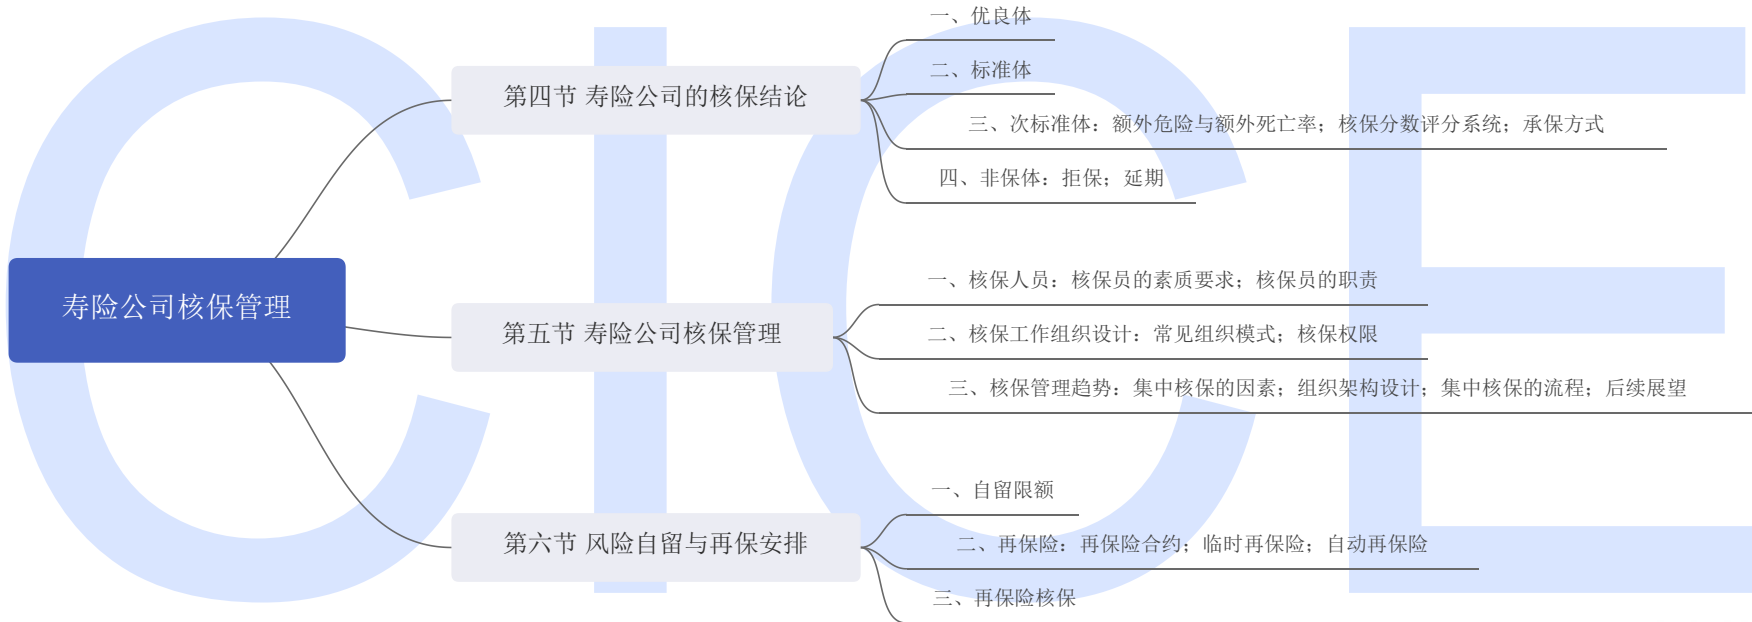 寿险公司核保管理
第四节 寿险公司的核保结论
一、优良体
二、标准体
三、次标准体：额外危险与额外死亡率；核保分数评分系统；承保方式
四、非保体：拒保；延期
第五节 寿险公司核保管理
一、核保人员：核保员的素质要求；核保员的职责
二、核保工作组织设计：常见组织模式；核保权限
三、核保管理趋势：集中核保的因素；组织架构设计；集中核保的流程；后续展望
第六节 风险自留与再保安排
一、自留限额
二、再保险：再保险合约；临时再保险；自动再保险
三、再保险核保
CICE